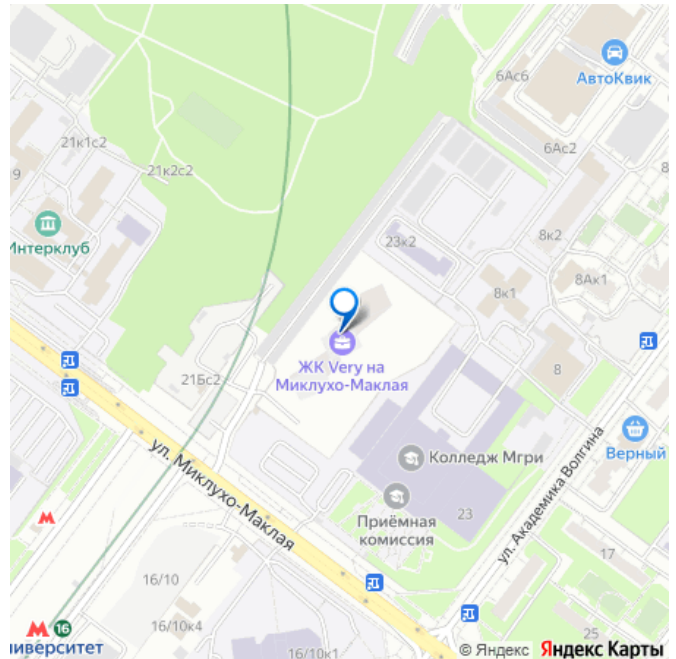 6Ас6
АвтоКвик
21к1с2
21к2с2
9
6Ас2
8
Интерклуб
23к2
8к2
8Ак1
8к1
ЖК Very на
Миклухо-Маклая
21Бс2
8
Верный
ул. Миклухо-Маклая
Колледж Мгри
Приёмная
комиссия
23
ул. Академика Волгина
17
16/10
16
ниверситет
16/10к4
16/10к1
25
© Яндекс Яндекс Карты